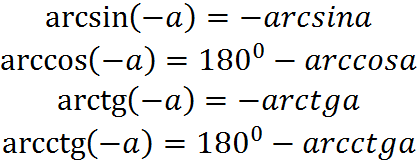 arcsin(−a) = −arcsina
arccos(−a) = 180⁰ − arccosa
arctg(−a) = −arctga
arcctg(−a) = 180⁰ − arcctga